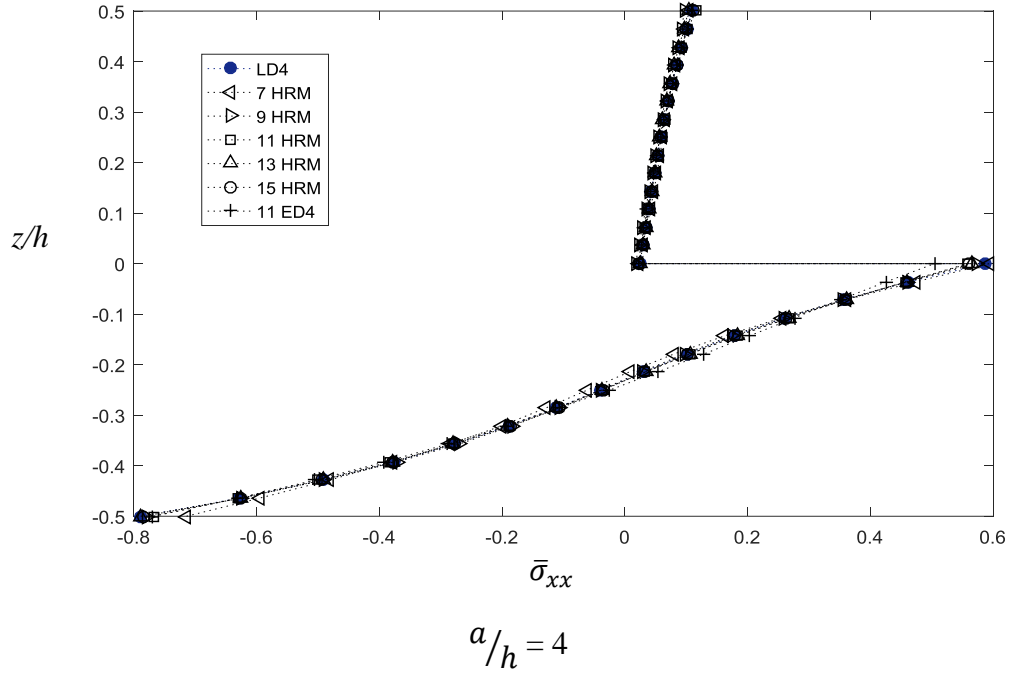 0.5
0.4
0.3
0.2
0.1
0
-0.1
-0.2
-0.3
-0.4
-0.5
z/h
LD4
7 HRM
9 HRM
11 HRM
13 HRM
15 HRM
11 ED4
-0.8 -0.6 -0.4 -0.2 0 0.2 0.4 0.6
σ̄xx
a/h = 4